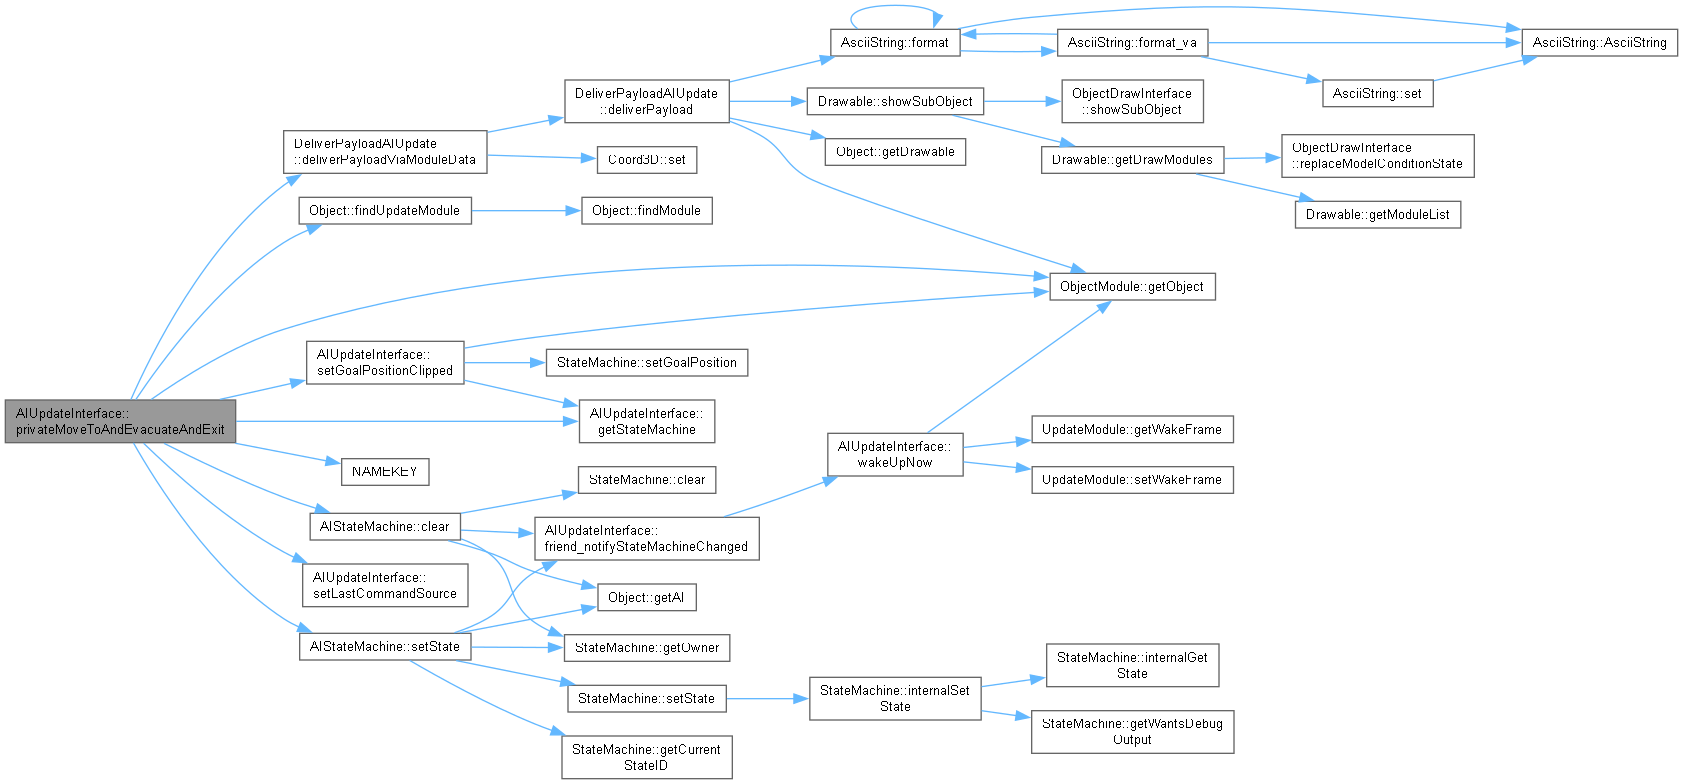 AIUpdateInterface::
privateMoveToAndEvacuateAndExit
DeliverPayloadAIUpdate
::deliverPayloadViaModuleData
DeliverPayloadAIUpdate
::deliverPayload
AsciiString::format
AsciiString::format_va
AsciiString::AsciiString
AsciiString::set
Drawable::showSubObject
ObjectDrawInterface
::showSubObject
Drawable::getDrawModules
ObjectDrawInterface
::replaceModelConditionState
Drawable::getModuleList
Object::getDrawable
Coord3D::set
Object::findUpdateModule
Object::findModule
ObjectModule::getObject
AIUpdateInterface::
setGoalPositionClipped
StateMachine::setGoalPosition
AIUpdateInterface::
getStateMachine
NAMEKEY
AIStateMachine::clear
StateMachine::clear
AIUpdateInterface::
friend_notifyStateMachineChanged
AIUpdateInterface::
wakeUpNow
UpdateModule::getWakeFrame
UpdateModule::setWakeFrame
Object::getAI
StateMachine::getOwner
AIUpdateInterface::
setLastCommandSource
AIStateMachine::setState
StateMachine::setState
StateMachine::internalSet
State
StateMachine::internalGet
State
StateMachine::getWantsDebug
Output
StateMachine::getCurrent
StateID